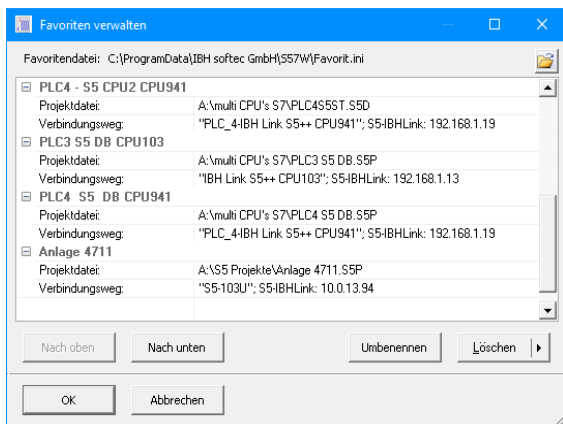 Favoriten verwalten
Favoritendatei: C:\ProgramData\IBH softec GmbH\S57W\Favorit.ini
PLC4 - S5 CPU2 CPU941
Projektdatei: A:\multi CPU's S7\PLC4S5ST.S5D
Verbindungsweg: "PLC_4-IBH Link S5++ CPU941"; S5-IBHLink: 192.168.1.19
PLC3 S5 DB CPU103
Projektdatei: A:\multi CPU's S7\PLC3 S5 DB.S5P
Verbindungsweg: "IBH Link S5++ CPU103"; S5-IBHLink: 192.168.1.13
PLC4 S5 DB CPU941
Projektdatei: A:\multi CPU's S7\PLC4 S5 DB.S5P
Verbindungsweg: "PLC_4-IBH Link S5++ CPU941"; S5-IBHLink: 192.168.1.19
Anlage 4711
Projektdatei: A:\S5 Projekte\Anlage 4711.S5P
Verbindungsweg: "S5-103U"; S5-IBHLink: 10.0.13.94
Nach oben Nach unten Umbenennen Löschen
OK Abbrechen